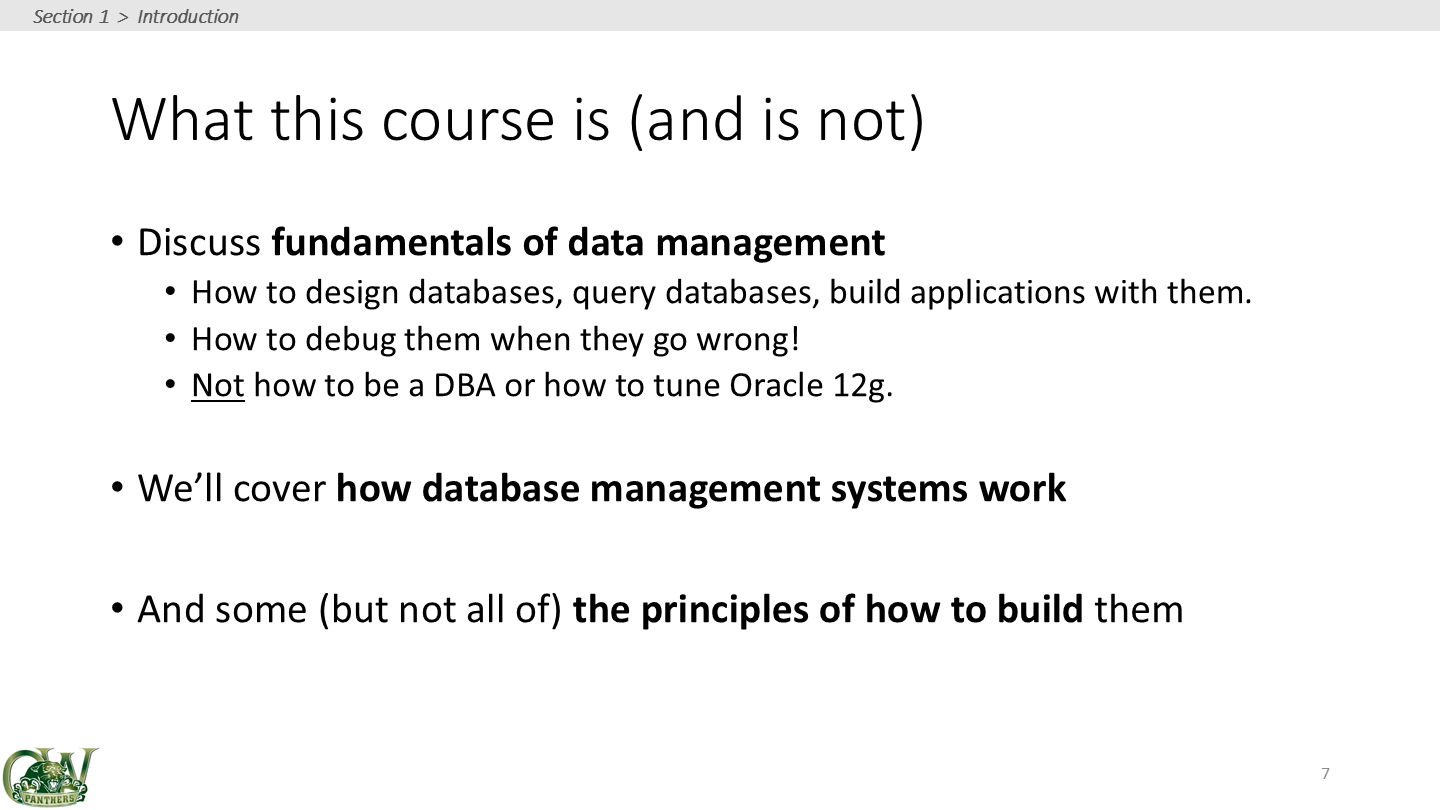 Section 1 > Introduction
What this course is (and is not)
• Discuss fundamentals of data management
• How to design databases, query databases, build applications with them.
• How to debug them when they go wrong!
• Not how to be a DBA or how to tune Oracle 12g.
• We’ll cover how database management systems work
• And some (but not all of) the principles of how to build them
CW
PANTHERS
7